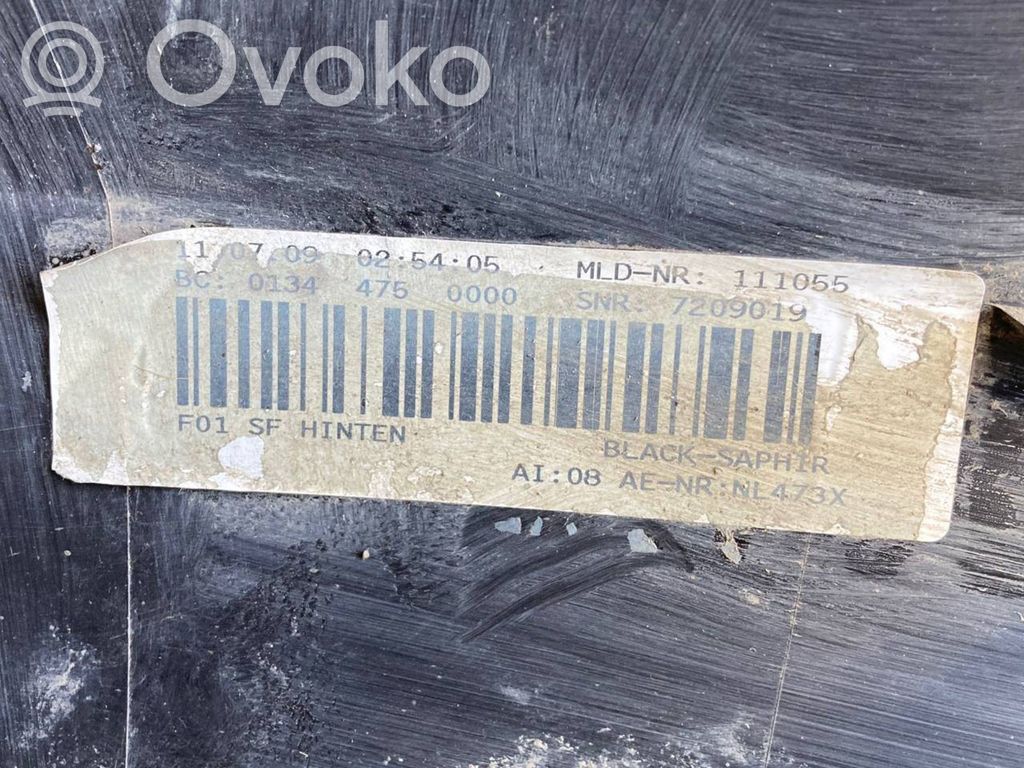 Ovoko
11/07/09 02:54:05 MLD-NR: 111055
BC: 0134 475 0000 SNR: 7209019
F01 SF HINTEN
BLACK-SAPHIR
AI:08 AE-NR:NL473X